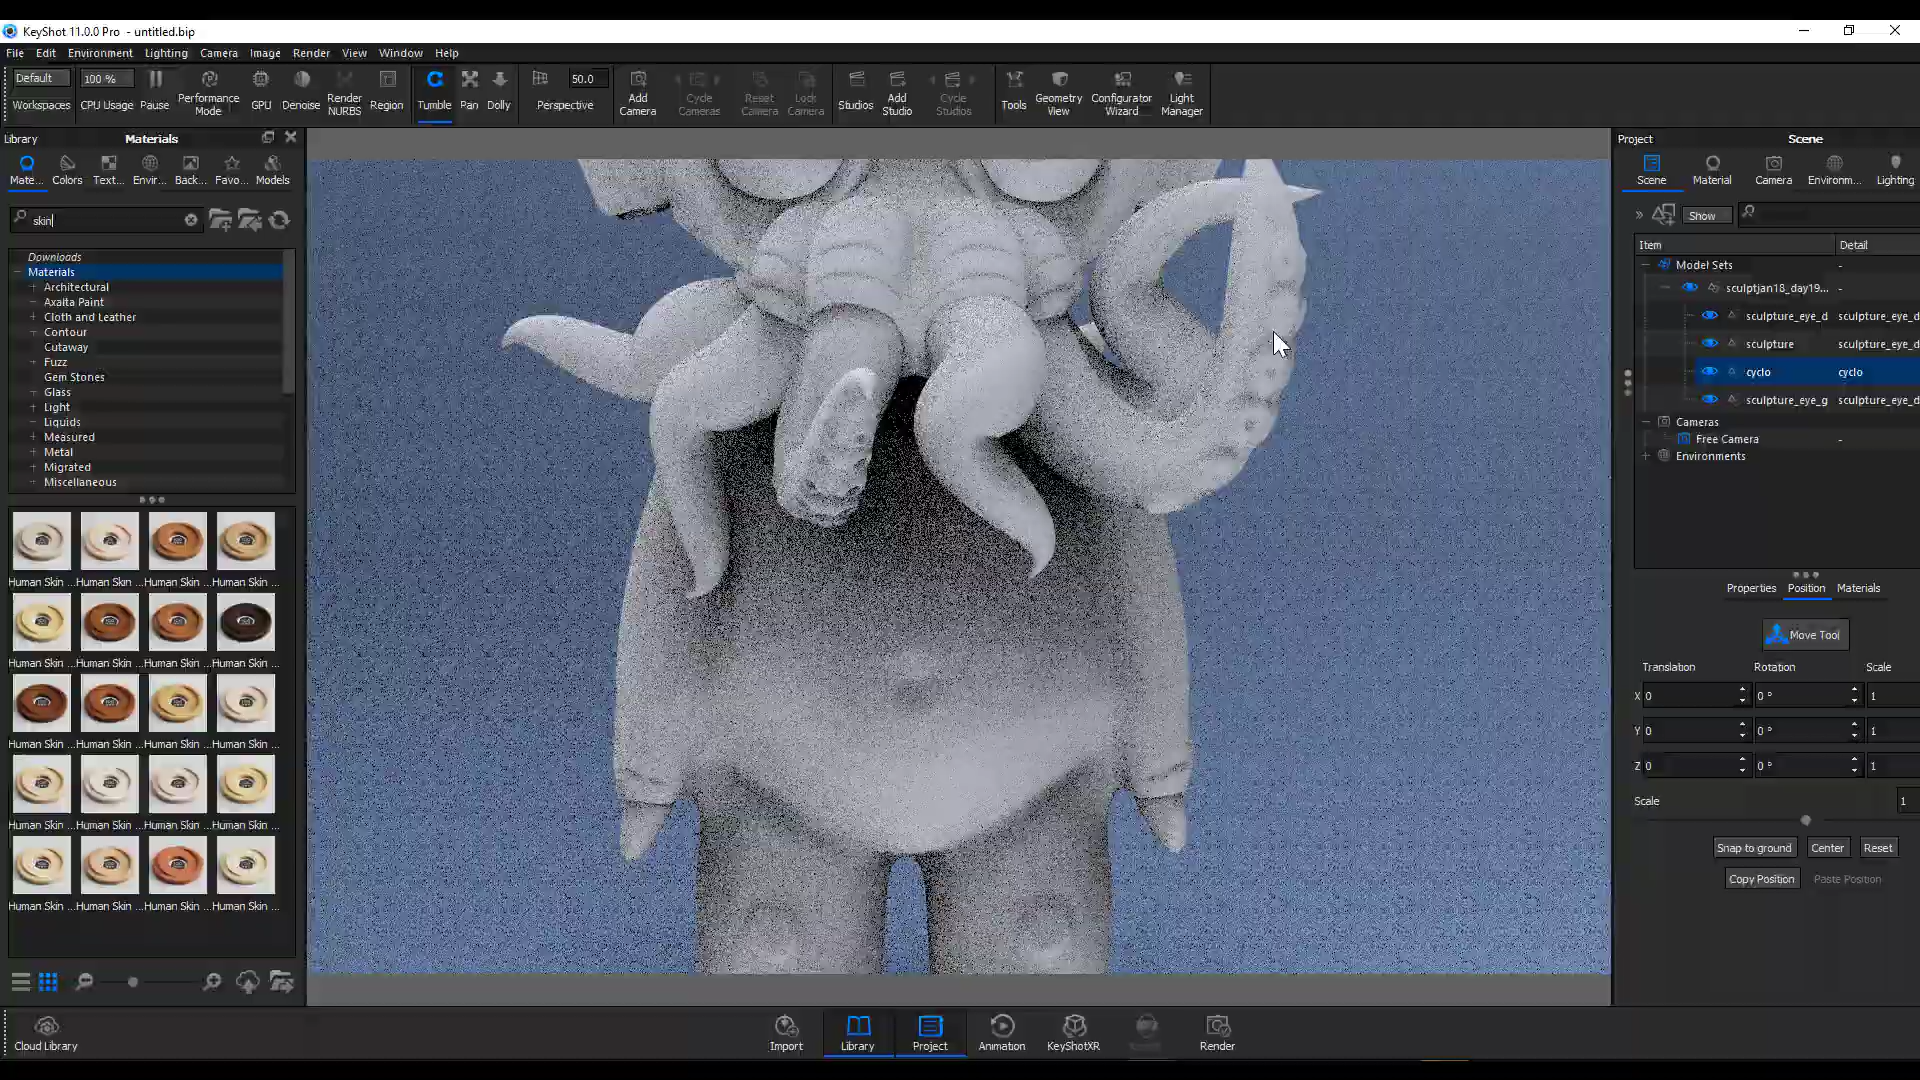 KeyShot 11.0.0 Pro - untitled.bip
File Edit Environment Lighting Camera Image Render View Window Help
Default 100 % 50.0
Workspaces CPU Usage Pause Performance Mode GPU Denoise Render NURBS Region Tumble Pan Dolly Perspective Add Camera Cycle Cameras Reset Camera Lock Camera Studios Add Studio Cycle Studios Tools Geometry View Configurator Wizard Light Manager
Library Materials
Mate... Colors Text... Envir... Back... Favo... Models
skin
Downloads
Materials
Architectural
Axalta Paint
Cloth and Leather
Contour
Cutaway
Fuzz
Gem Stones
Glass
Light
Liquids
Measured
Metal
Migrated
Miscellaneous
Human Skin ... Human Skin ... Human Skin ... Human Skin ...
Human Skin ... Human Skin ... Human Skin ... Human Skin ...
Human Skin ... Human Skin ... Human Skin ... Human Skin ...
Human Skin ... Human Skin ... Human Skin ... Human Skin ...
Human Skin ... Human Skin ... Human Skin ... Human Skin ...
Project Scene
Scene Material Camera Environm... Lighting
» Show
Item Detail
Model Sets -
sculptjan18_day19... -
sculpture_eye_d sculpture_eye_d
sculpture sculpture_eye_d
cyclo cyclo
sculpture_eye_g sculpture_eye_d
Cameras
Free Camera -
Environments
Properties Position Materials
Move Tool
Translation Rotation Scale
X 0 0 ° 1
Y 0 0 ° 1
Z 0 0 ° 1
Scale 1
Snap to ground Center Reset
Copy Position Paste Position
Cloud Library Import Library Project Animation KeyShotXR Render